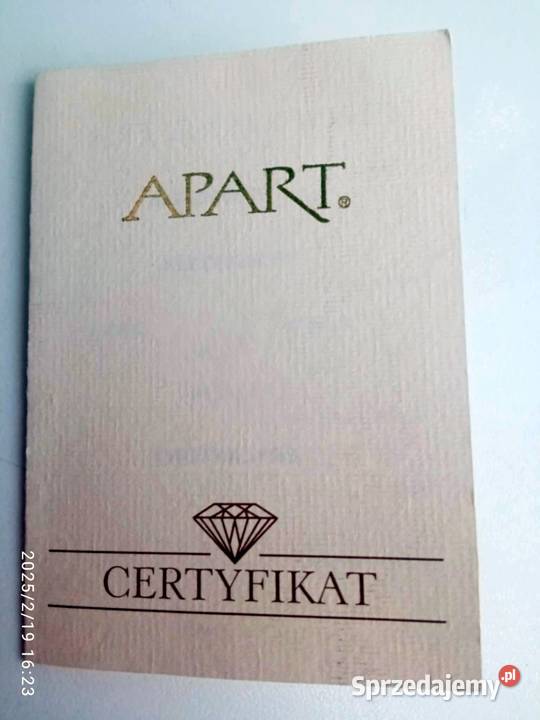 APART®
CERTYFIKAT
2025/2/19 16:23
Sprzedajemy.pl